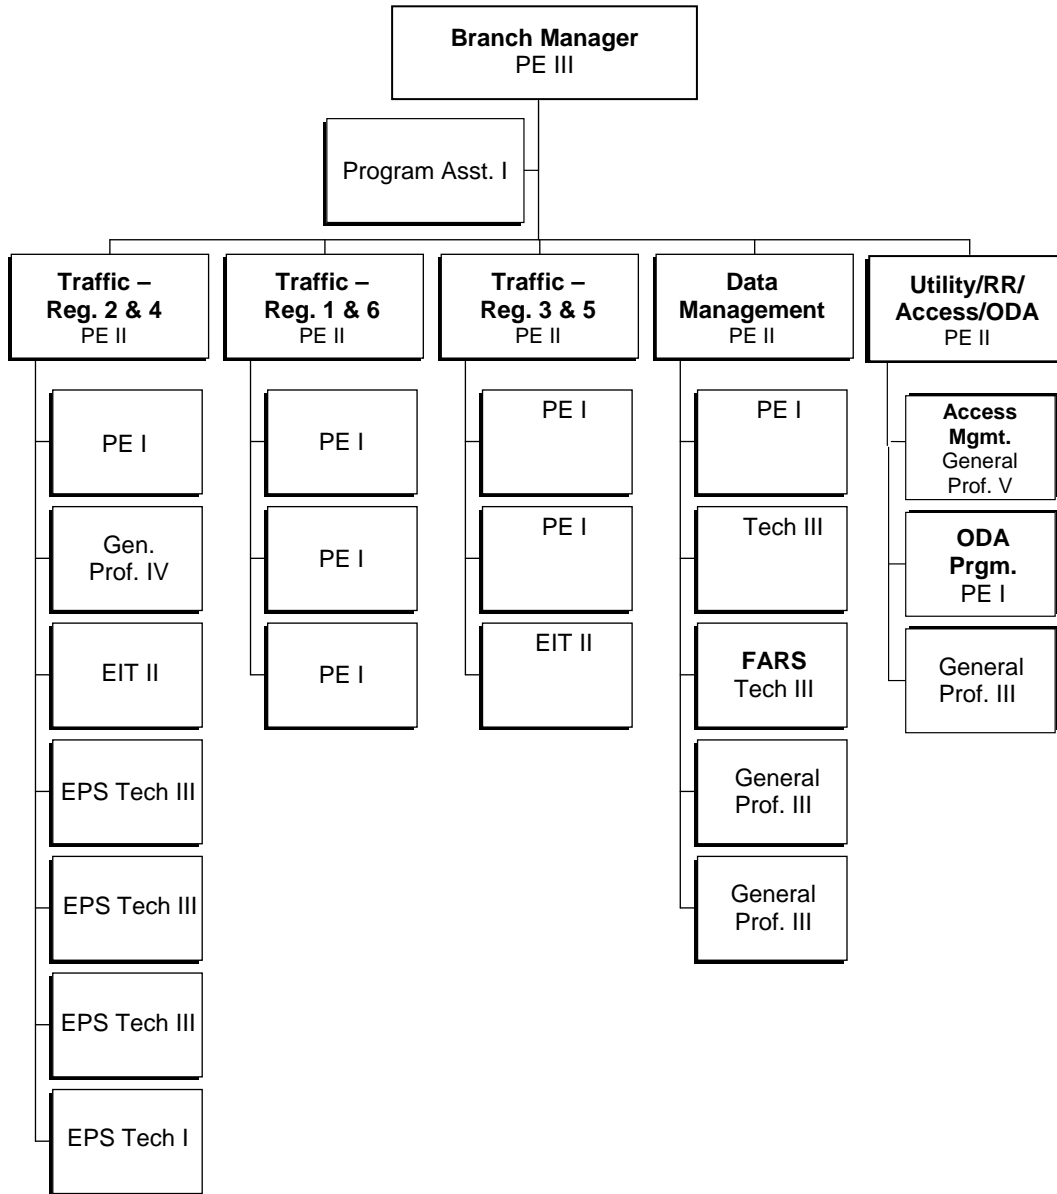 Branch Manager
PE III
Program Asst. I
Traffic –
Reg. 2 & 4
PE II
Traffic –
Reg. 1 & 6
PE II
Traffic –
Reg. 3 & 5
PE II
Data
Management
PE II
Utility/RR/
Access/ODA
PE II
PE I
Gen.
Prof. IV
EIT II
EPS Tech III
EPS Tech III
EPS Tech III
EPS Tech I
PE I
PE I
PE I
PE I
PE I
EIT II
PE I
Tech III
FARS
Tech III
General
Prof. III
General
Prof. III
Access
Mgmt.
General
Prof. V
ODA
Prgm.
PE I
General
Prof. III